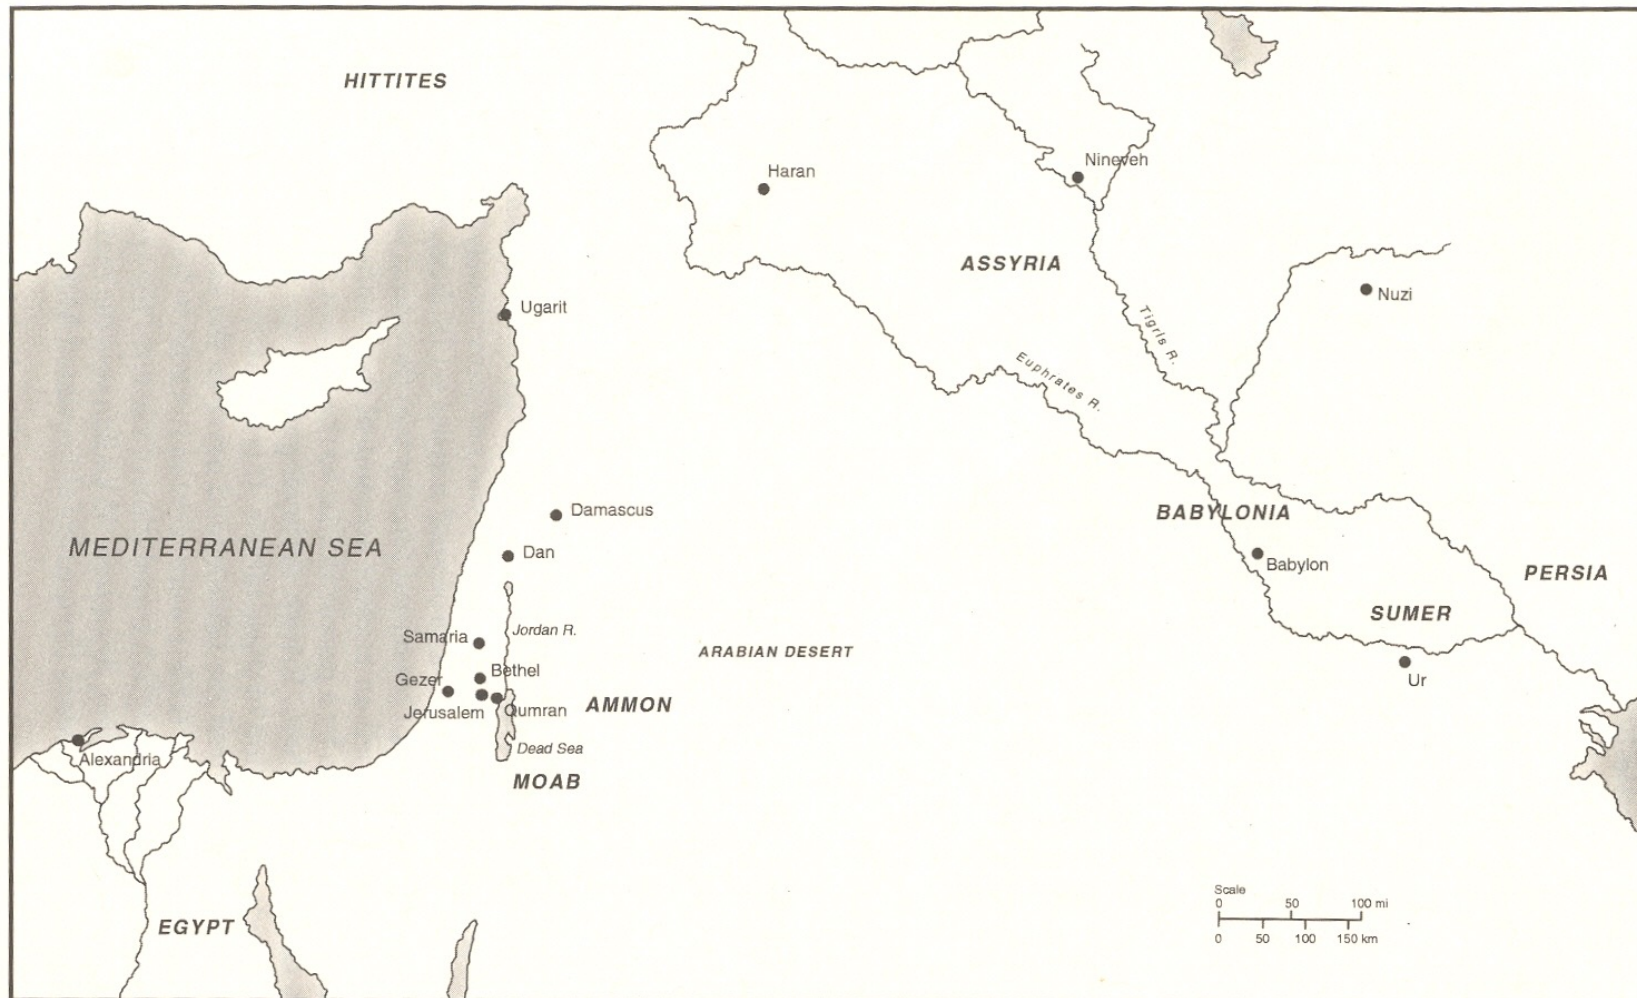 HITTITES
Haran
Nineveh
ASSYRIA
Nuzi
Ugarit
Tigris R.
Euphrates R.
Damascus
BABYLONIA
MEDITERRANEAN SEA
Dan
Babylon
PERSIA
SUMER
Samaria
Jordan R.
ARABIAN DESERT
Bethel
Gezer
Ur
AMMON
Jerusalem
Qumran
Dead Sea
Alexandria
MOAB
Scale
0 50 100 mi
0 50 100 150 km
EGYPT